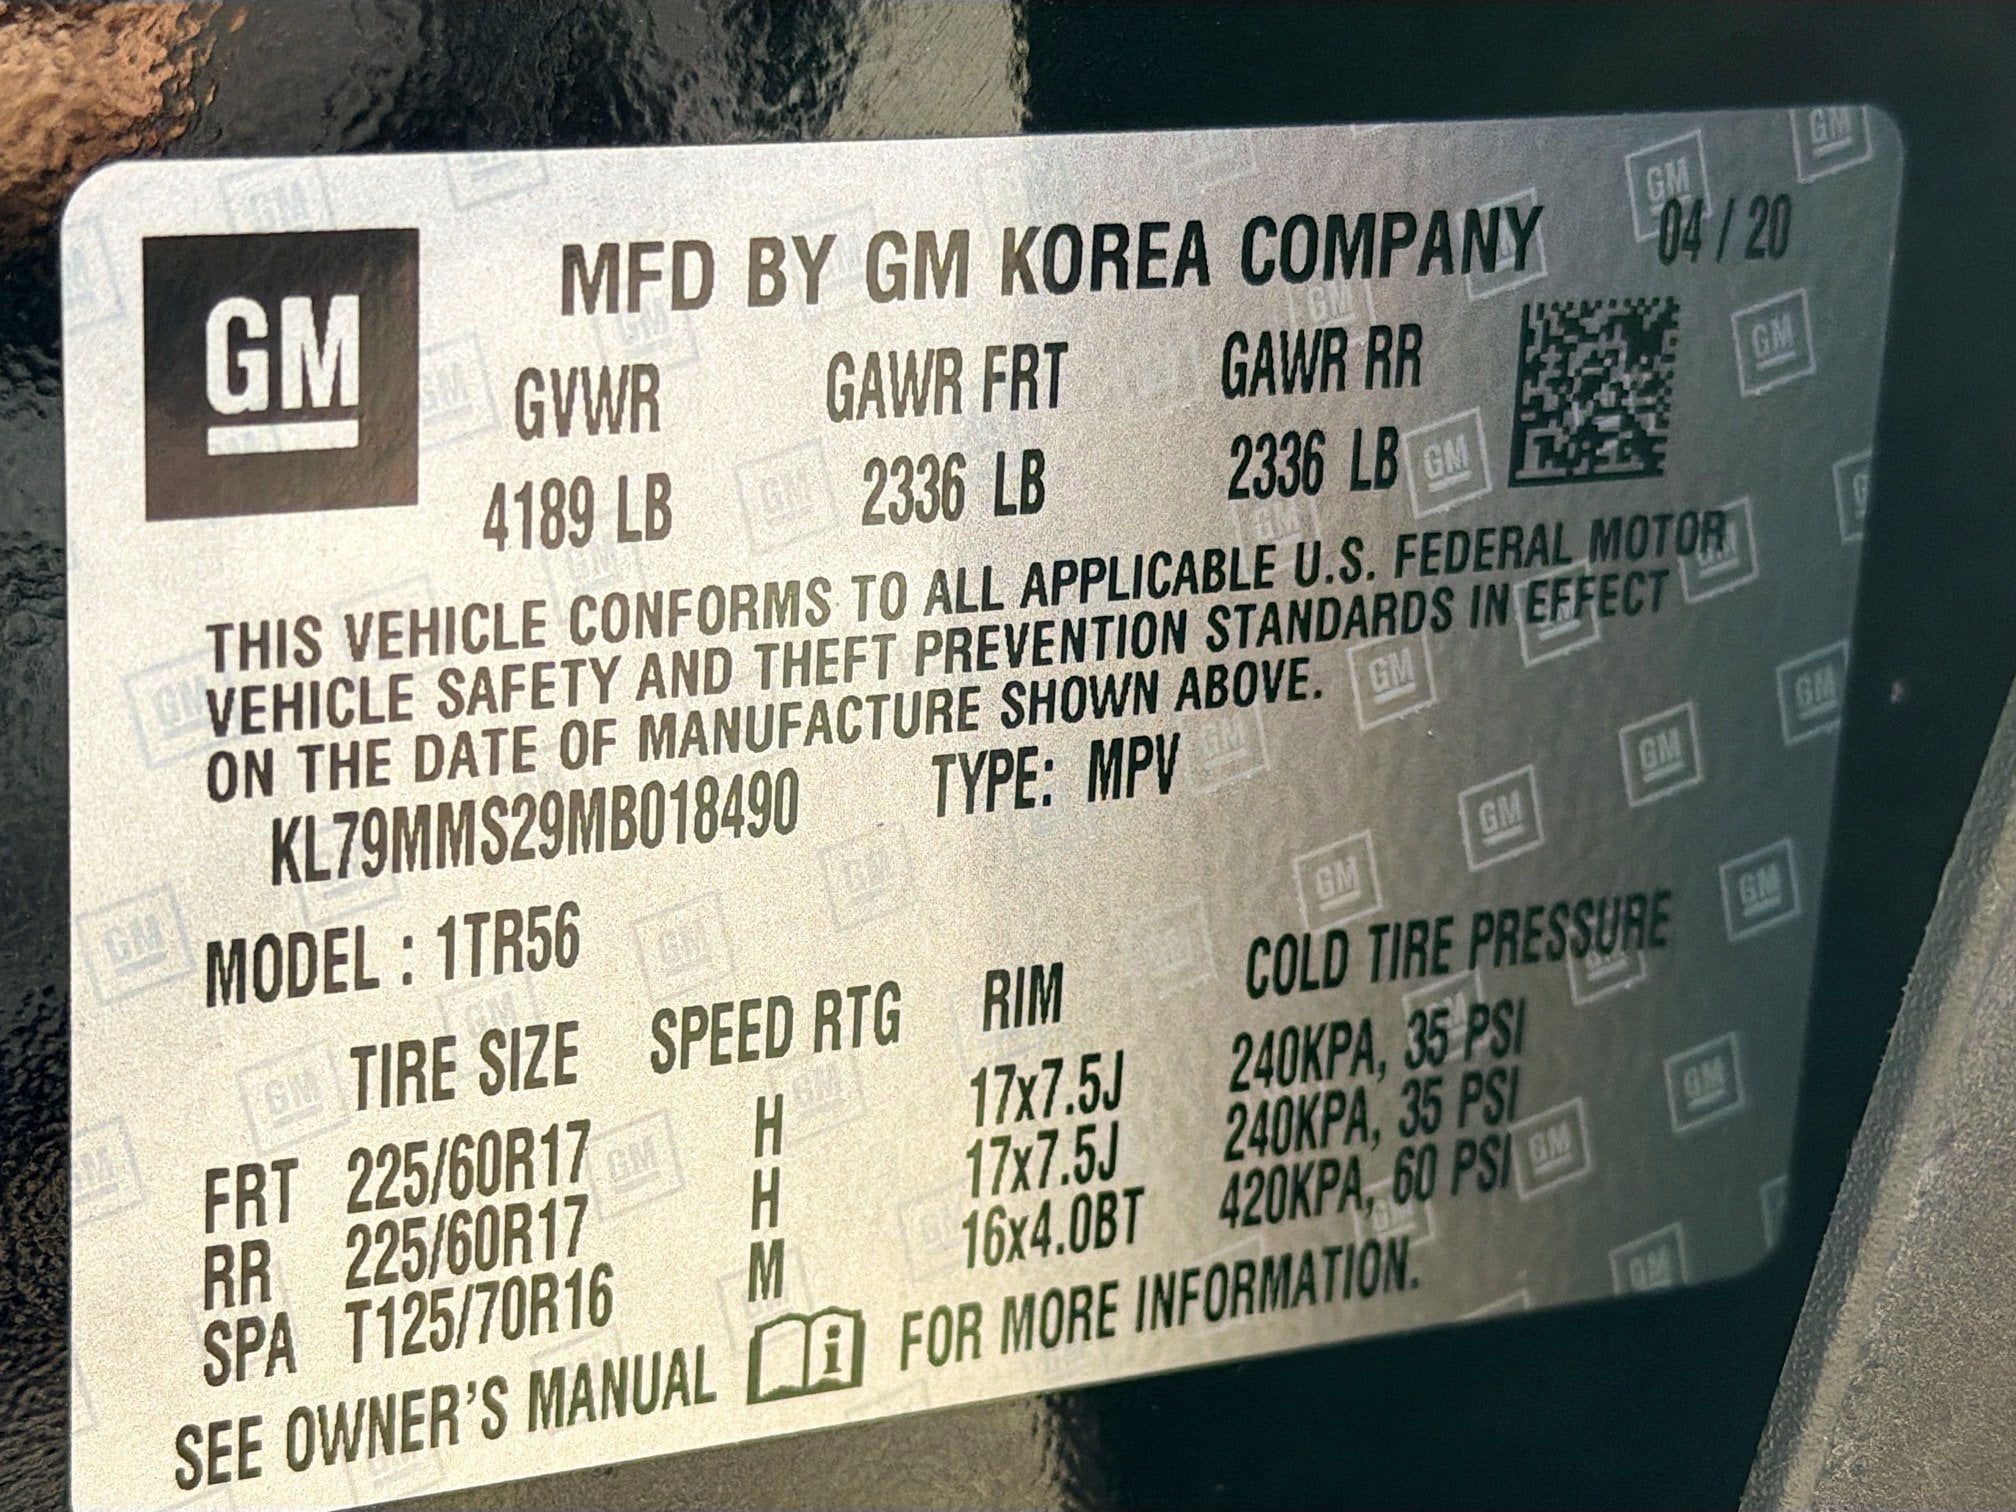 GM
MFD BY GM KOREA COMPANY 04 / 20
GVWR GAWR FRT GAWR RR
4189 LB 2336 LB 2336 LB
THIS VEHICLE CONFORMS TO ALL APPLICABLE U.S. FEDERAL MOTOR
VEHICLE SAFETY AND THEFT PREVENTION STANDARDS IN EFFECT
ON THE DATE OF MANUFACTURE SHOWN ABOVE.
KL79MMS29MB018490 TYPE: MPV
MODEL : 1TR56
TIRE SIZE SPEED RTG RIM COLD TIRE PRESSURE
FRT 225/60R17 H 17x7.5J 240KPA, 35 PSI
RR 225/60R17 H 17x7.5J 240KPA, 35 PSI
SPA T125/70R16 M 16x4.0BT 420KPA, 60 PSI
SEE OWNER'S MANUAL i FOR MORE INFORMATION.